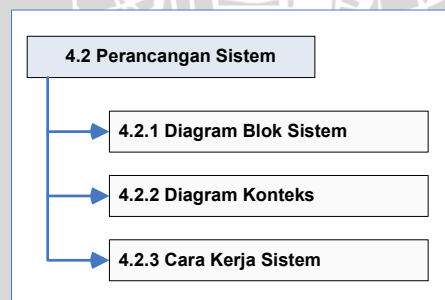 4.2 Perancangan Sistem
4.2.1 Diagram Blok Sistem
4.2.2 Diagram Konteks
4.2.3 Cara Kerja Sistem